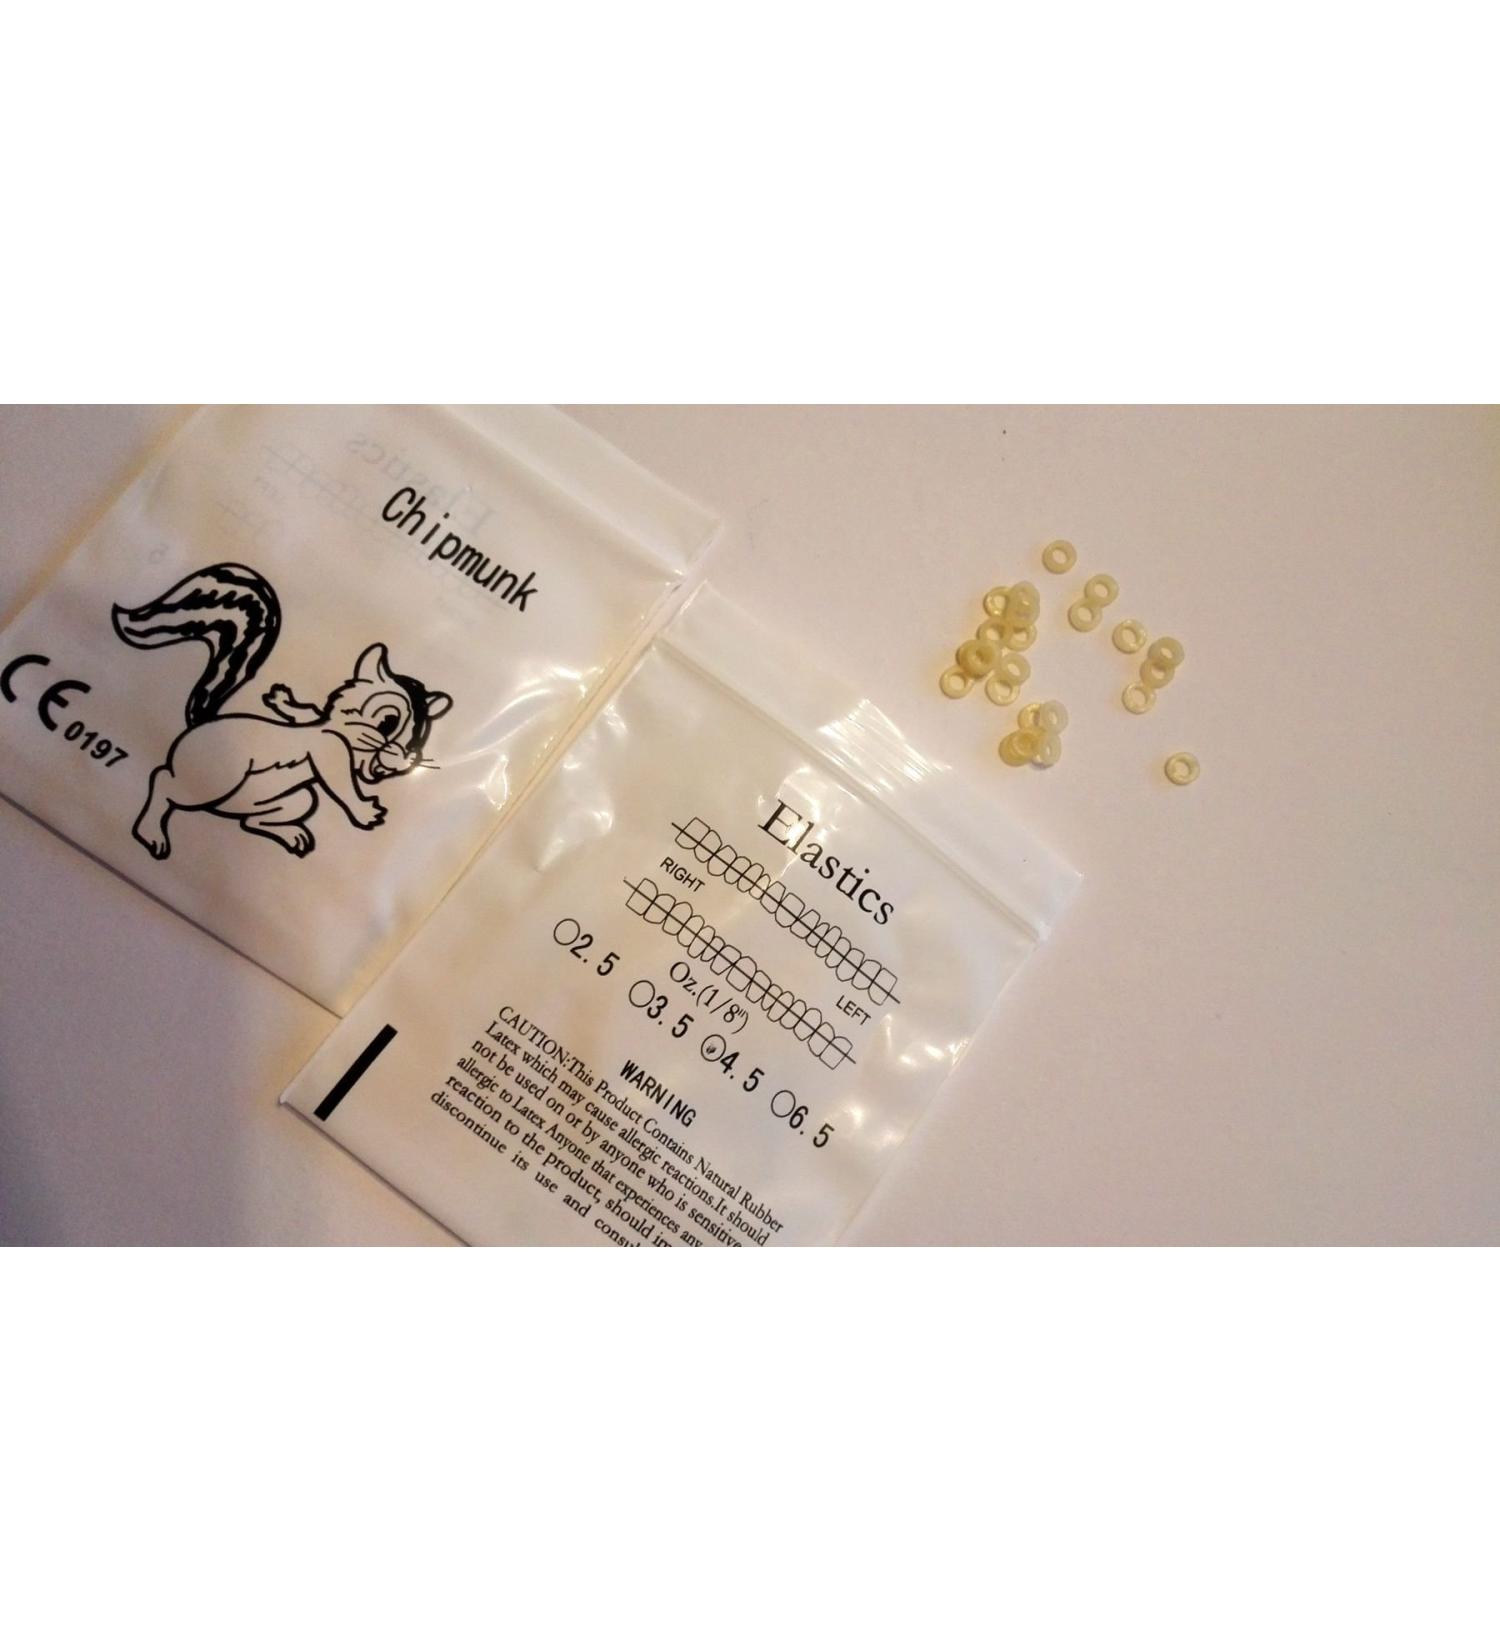 Chipmunk
CE 0197
Elastics
RIGHT
LEFT
Oz.(1/8")
2.5 3.5 4.5 6.5
WARNING
CAUTION:This Product Contains Natural Rubber
Latex which may cause allergic reactions.It should
not be used on or by anyone who is sensitive
allergic to Latex Anyone that experiences any
reaction to the product, should
discontinue its use and